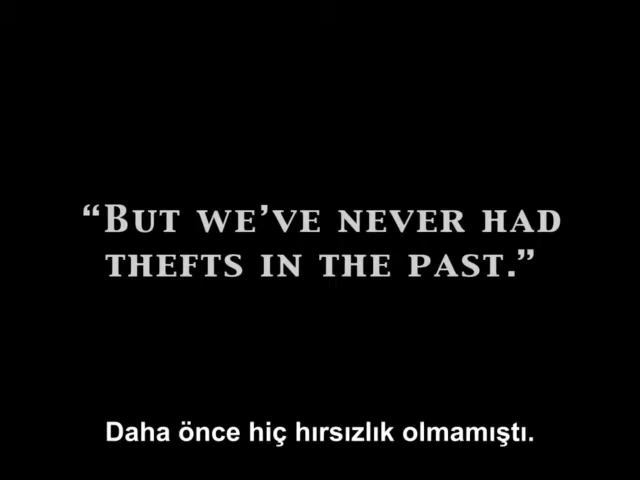 “But we’ve never had
thefts in the past.”
Daha önce hiç hırsızlık olmamıştı.